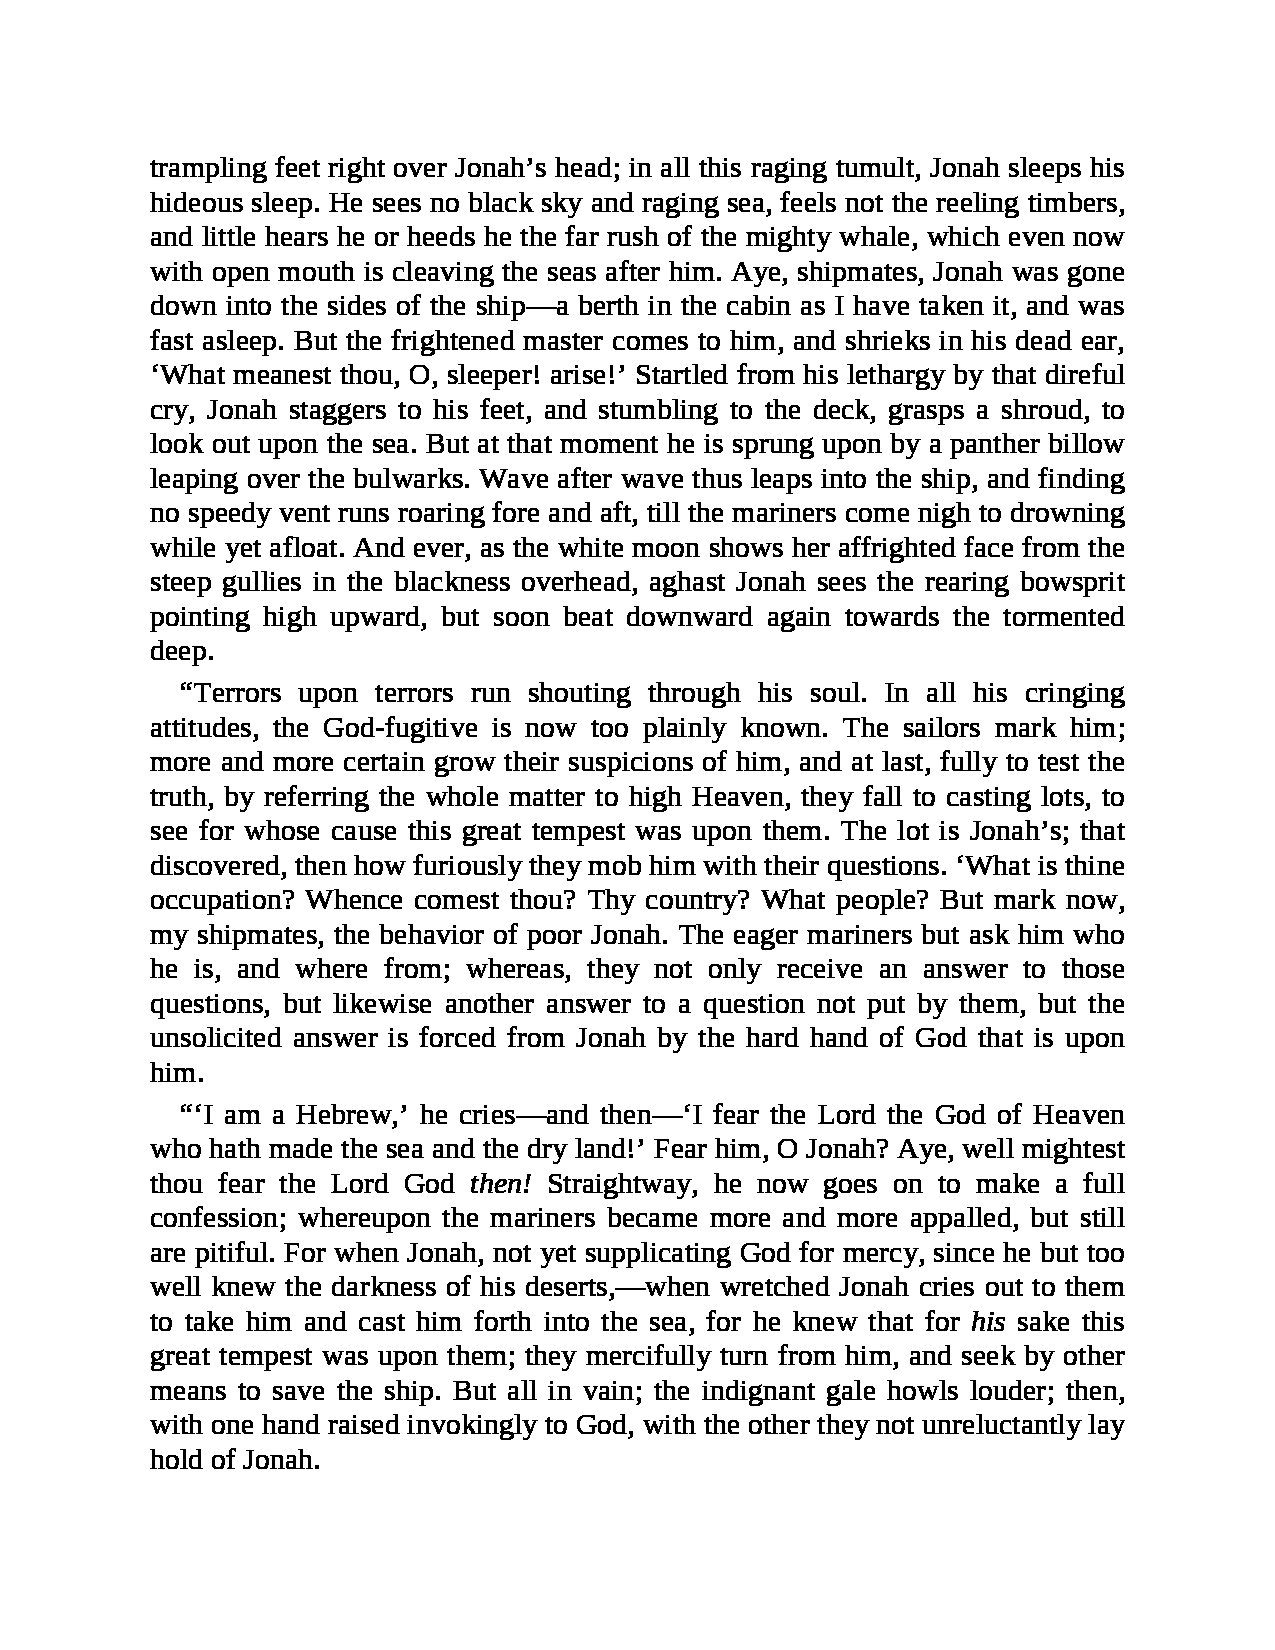 trampling feet right over Jonah’s head; in all this raging tumult, Jonah sleeps his
hideous sleep. He sees no black sky and raging sea, feels not the reeling timbers,
and little hears he or heeds he the far rush of the mighty whale, which even now
with open mouth is cleaving the seas after him. Aye, shipmates, Jonah was gone
down into the sides of the ship—a berth in the cabin as I have taken it, and was
fast asleep. But the frightened master comes to him, and shrieks in his dead ear,
‘What meanest thou, O, sleeper! arise!’ Startled from his lethargy by that direful
cry, Jonah staggers to his feet, and stumbling to the deck, grasps a shroud, to
look out upon the sea. But at that moment he is sprung upon by a panther billow
leaping over the bulwarks. Wave after wave thus leaps into the ship, and finding
no speedy vent runs roaring fore and aft, till the mariners come nigh to drowning
while yet afloat. And ever, as the white moon shows her affrighted face from the
steep gullies in the blackness overhead, aghast Jonah sees the rearing bowsprit
pointing high upward, but soon beat downward again towards the tormented
deep.
“Terrors upon terrors run shouting through his soul. In all his cringing
attitudes, the God-fugitive is now too plainly known. The sailors mark him;
more and more certain grow their suspicions of him, and at last, fully to test the
truth, by referring the whole matter to high Heaven, they fall to casting lots, to
see for whose cause this great tempest was upon them. The lot is Jonah’s; that
discovered, then how furiously they mob him with their questions. ‘What is thine
occupation? Whence comest thou? Thy country? What people? But mark now,
my shipmates, the behavior of poor Jonah. The eager mariners but ask him who
he is, and where from; whereas, they not only receive an answer to those
questions, but likewise another answer to a question not put by them, but the
unsolicited answer is forced from Jonah by the hard hand of God that is upon
him.
“‘I am a Hebrew,’ he cries—and then—‘I fear the Lord the God of Heaven
who hath made the sea and the dry land!’ Fear him, O Jonah? Aye, well mightest
thou fear the Lord God then! Straightway, he now goes on to make a full
confession; whereupon the mariners became more and more appalled, but still
are pitiful. For when Jonah, not yet supplicating God for mercy, since he but too
well knew the darkness of his deserts,—when wretched Jonah cries out to them
to take him and cast him forth into the sea, for he knew that for his sake this
great tempest was upon them; they mercifully turn from him, and seek by other
means to save the ship. But all in vain; the indignant gale howls louder; then,
with one hand raised invokingly to God, with the other they not unreluctantly lay
hold of Jonah.